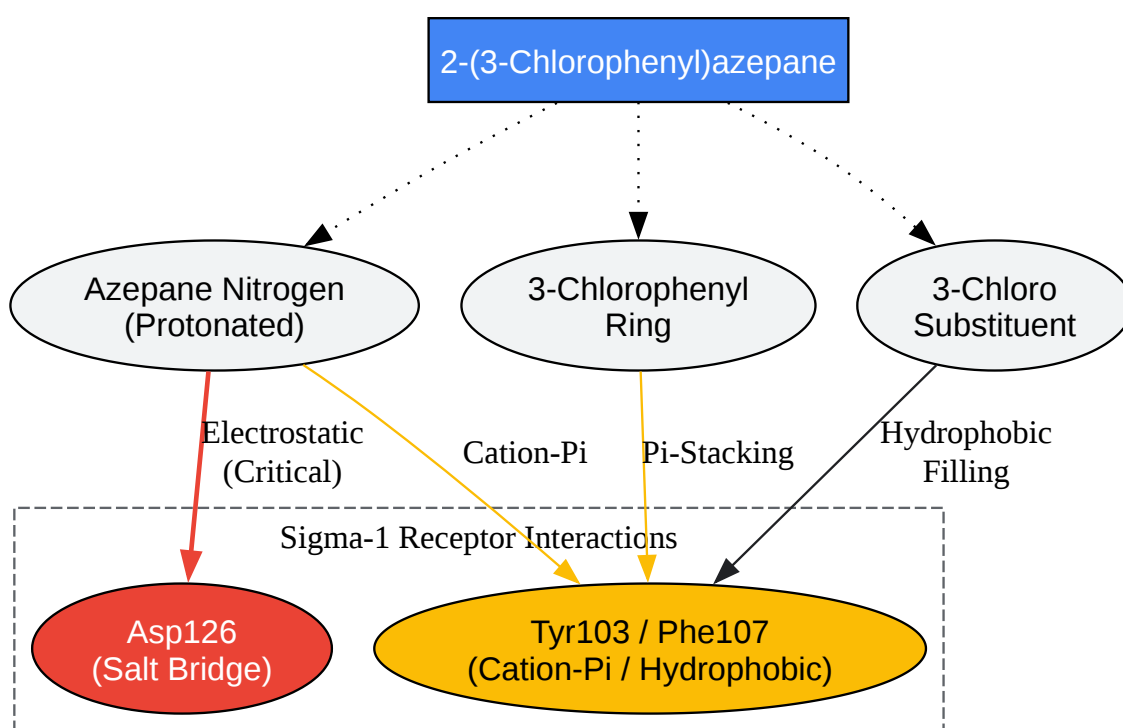 2-(3-Chlorophenyl)azepane
Azepane Nitrogen
(Protonated)
3-Chlorophenyl
Ring
3-Chloro
Substituent
Electrostatic
(Critical)
Cation-Pi
Pi-Stacking
Hydrophobic
Filling
Sigma-1 Receptor Interactions
Asp126
(Salt Bridge)
Tyr103 / Phe107
(Cation-Pi / Hydrophobic)